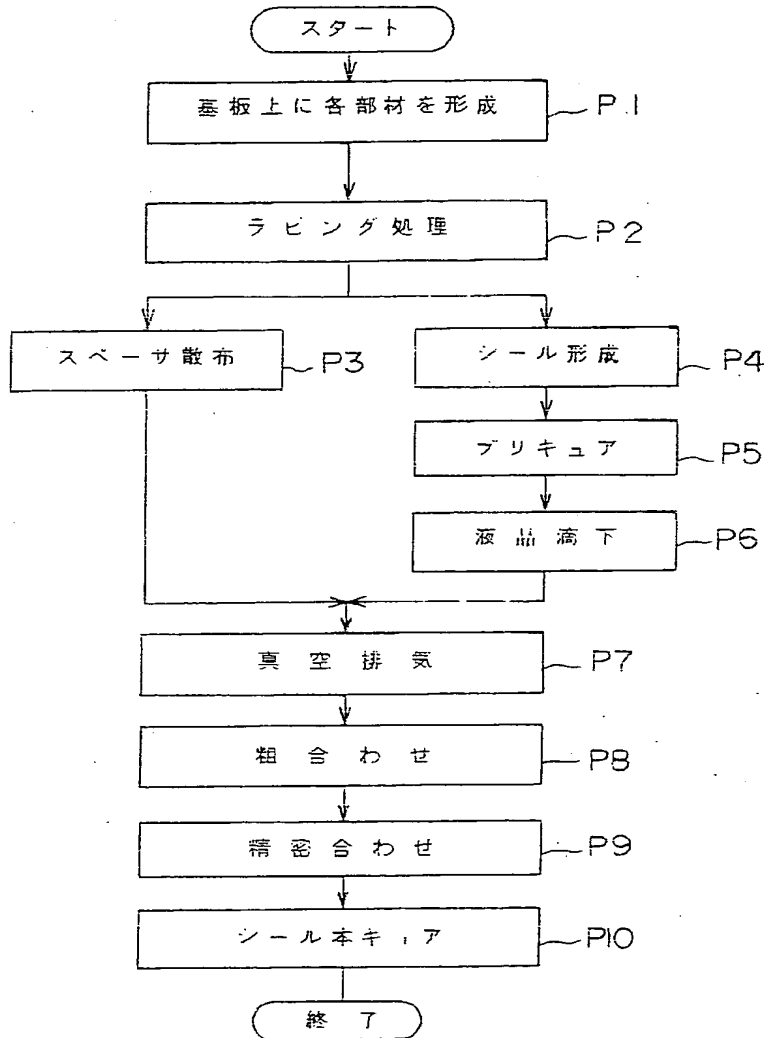 スタート
基板上に各部材を形成
P.1
ラビング処理
P2
スペーサ散布
P3
シール形成
P4
プリキュア
P5
液晶滴下
P6
真空排気
P7
粗合わせ
P8
精密合わせ
P9
シール本キュア
P10
終了